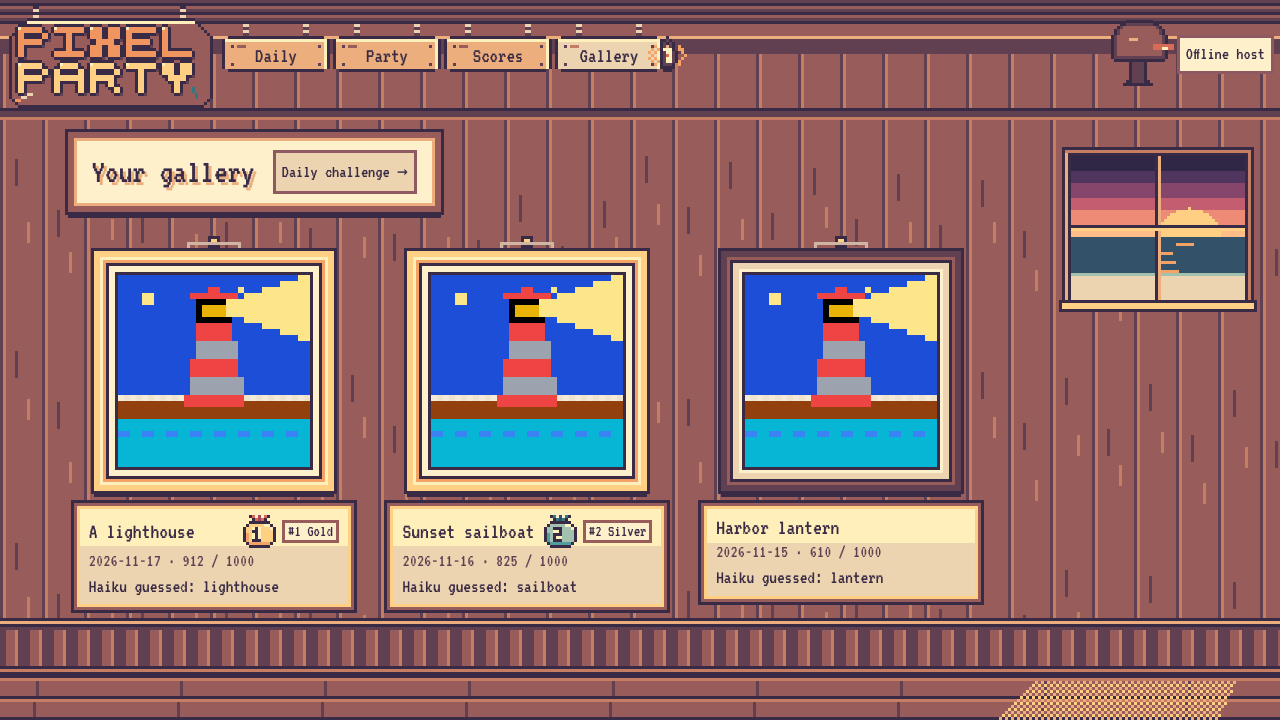 PIXEL
PARTY
Daily
Party
Scores
Gallery
Offline host
Your gallery
Daily challenge →
A lighthouse
1
#1 Gold
2026-11-17 · 912 / 1000
Haiku guessed: lighthouse
Sunset sailboat
2
#2 Silver
2026-11-16 · 825 / 1000
Haiku guessed: sailboat
Harbor lantern
2026-11-15 · 610 / 1000
Haiku guessed: lantern